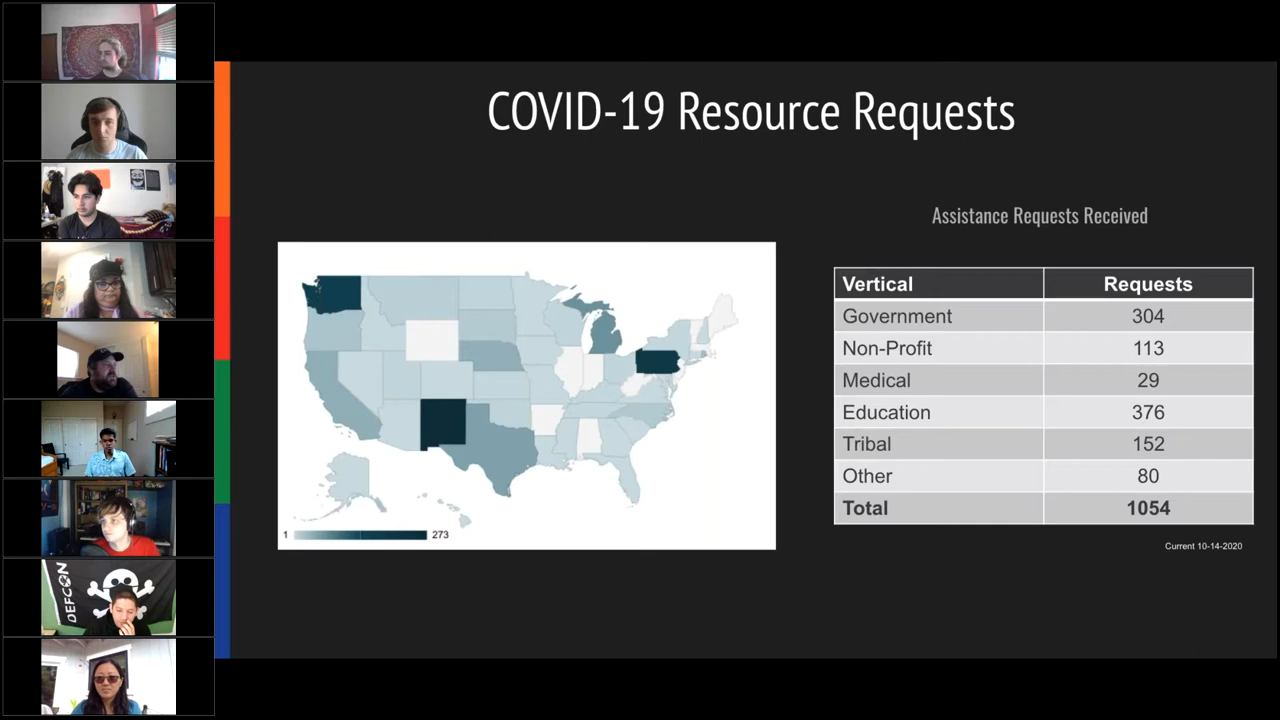 COVID-19 Resource Requests
Assistance Requests Received
Vertical Requests
Government 304
Non-Profit 113
Medical 29
Education 376
Tribal 152
Other 80
Total 1054
1 273
Current 10-14-2020
DEFCON